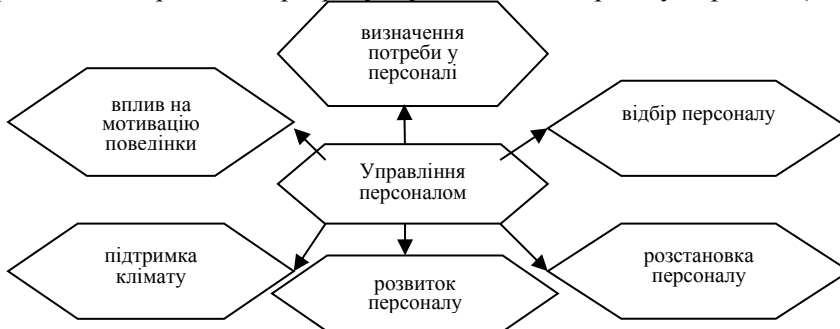 визначення
потреби у
персоналі
вплив на
мотивацію
поведінки
відбір персоналу
Управління
персоналом
підтримка
клімату
розвиток
персоналу
розстановка
персоналу